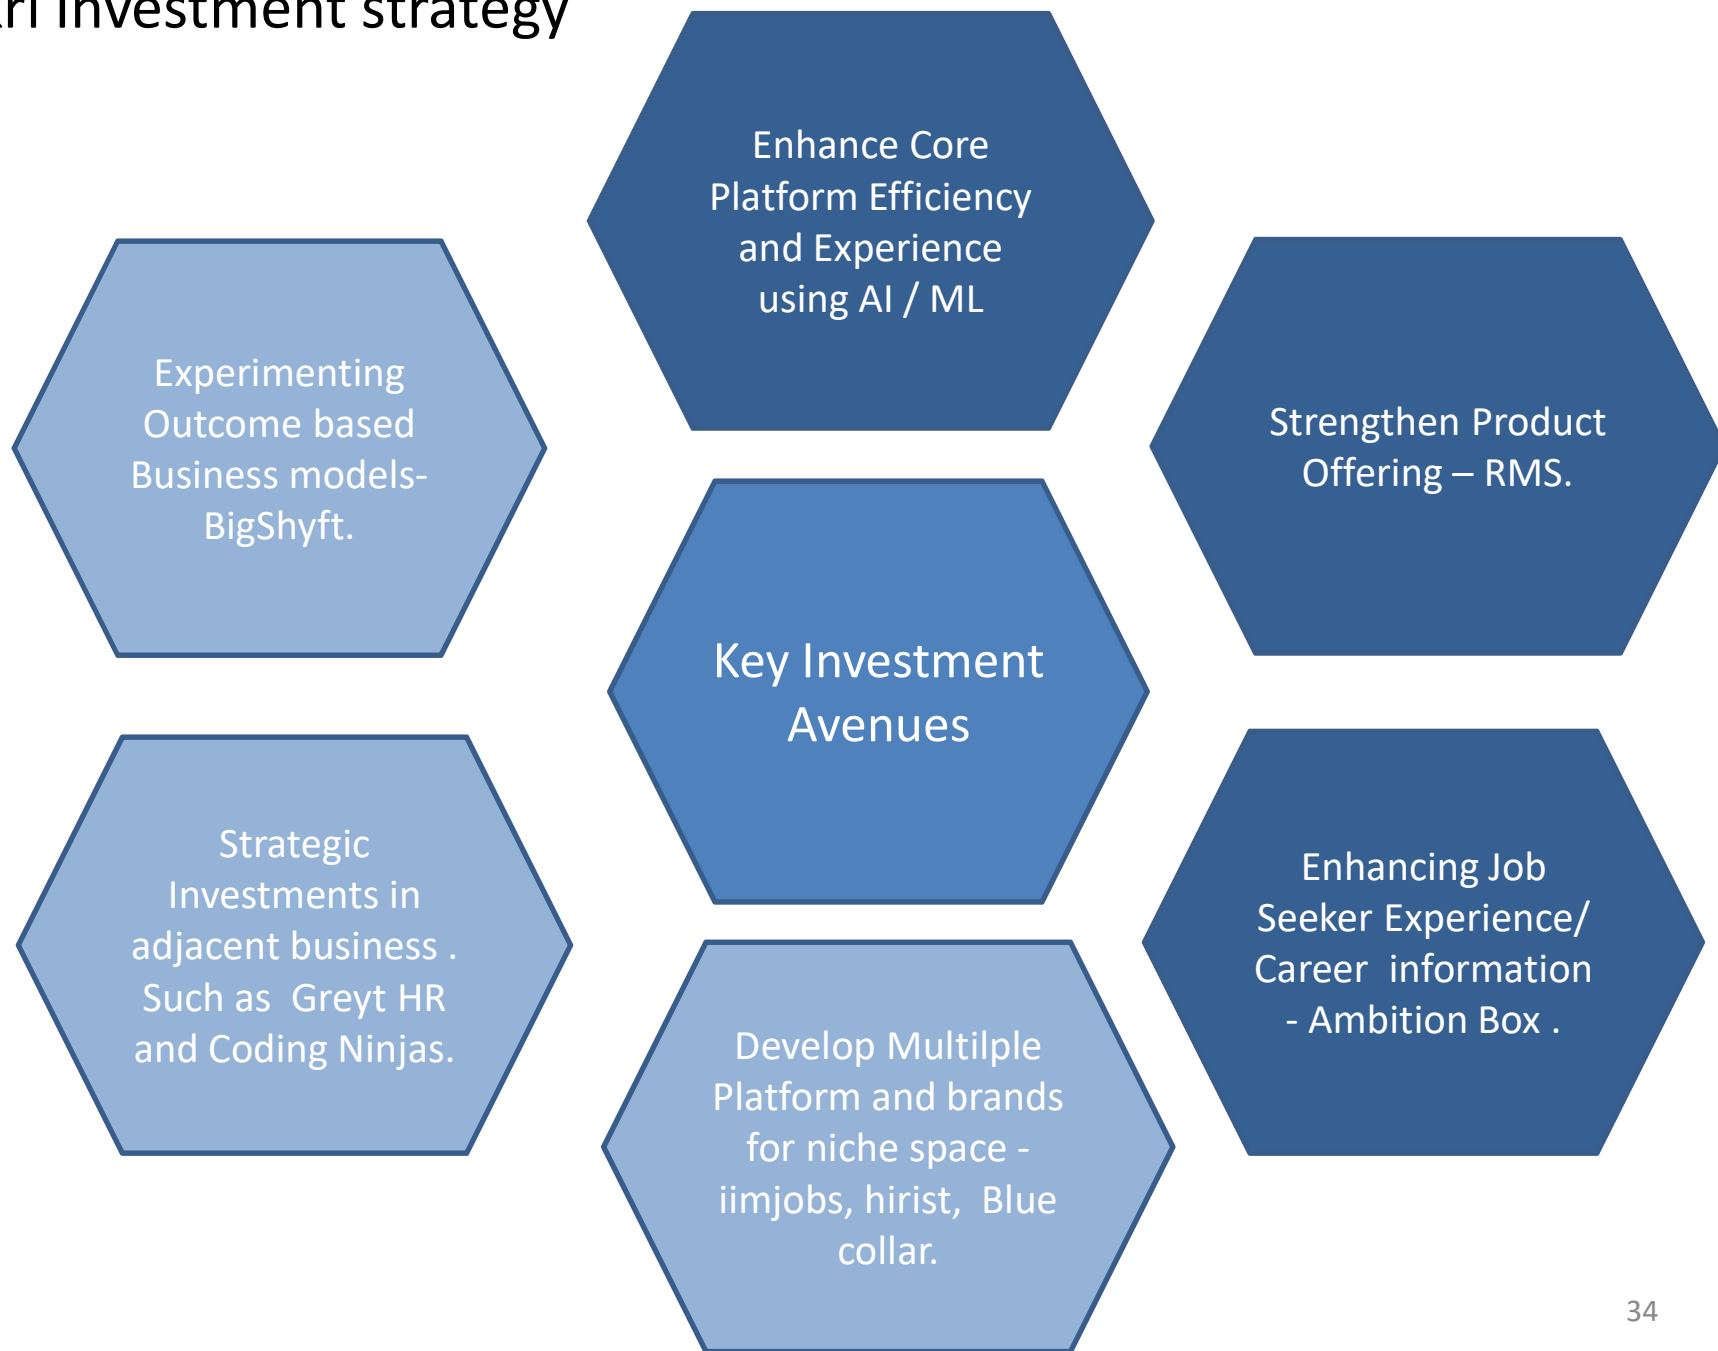 Investment strategy
Enhance Core
Platform Efficiency
and Experience
using AI / ML
Strengthen Product
Offering – RMS.
Enhancing Job
Seeker Experience/
Career  information
- Ambition Box .
Develop Multilple
Platform and brands
for niche space -
iimjobs, hirist,  Blue
collar.
Strategic
Investments in
adjacent business .
Such as  Greyt HR
and Coding Ninjas.
Experimenting
Outcome based
Business models-
BigShyft.
Key Investment
Avenues
34